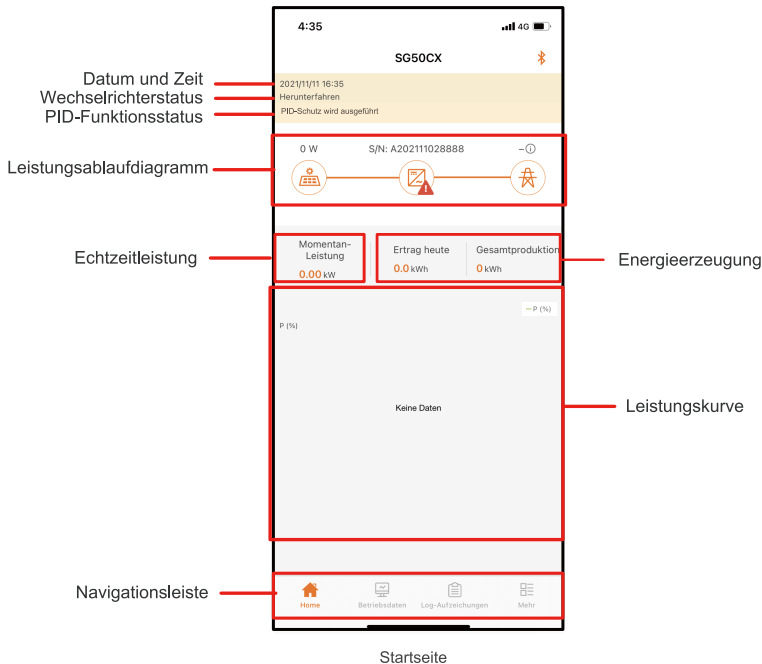 4:35
4G
SG50CX
Datum und Zeit
2021/11/11 16:35
Wechselrichterstatus
Herunterfahren
PID-Funktionsstatus
PID-Schutz wird ausgeführt
0 W
S/N: A202111028888
Leistungsablaufdiagramm
Echtzeitleistung
Momentan-
Leistung
0.00 kW
Ertrag heute
0.0 kWh
Gesamtproduktion
0 kWh
Energieerzeugung
P (%)
P (%)
Keine Daten
Leistungskurve
Navigationsleiste
Home
Betriebsdaten
Log-Aufzeichungen
Mehr
Startseite